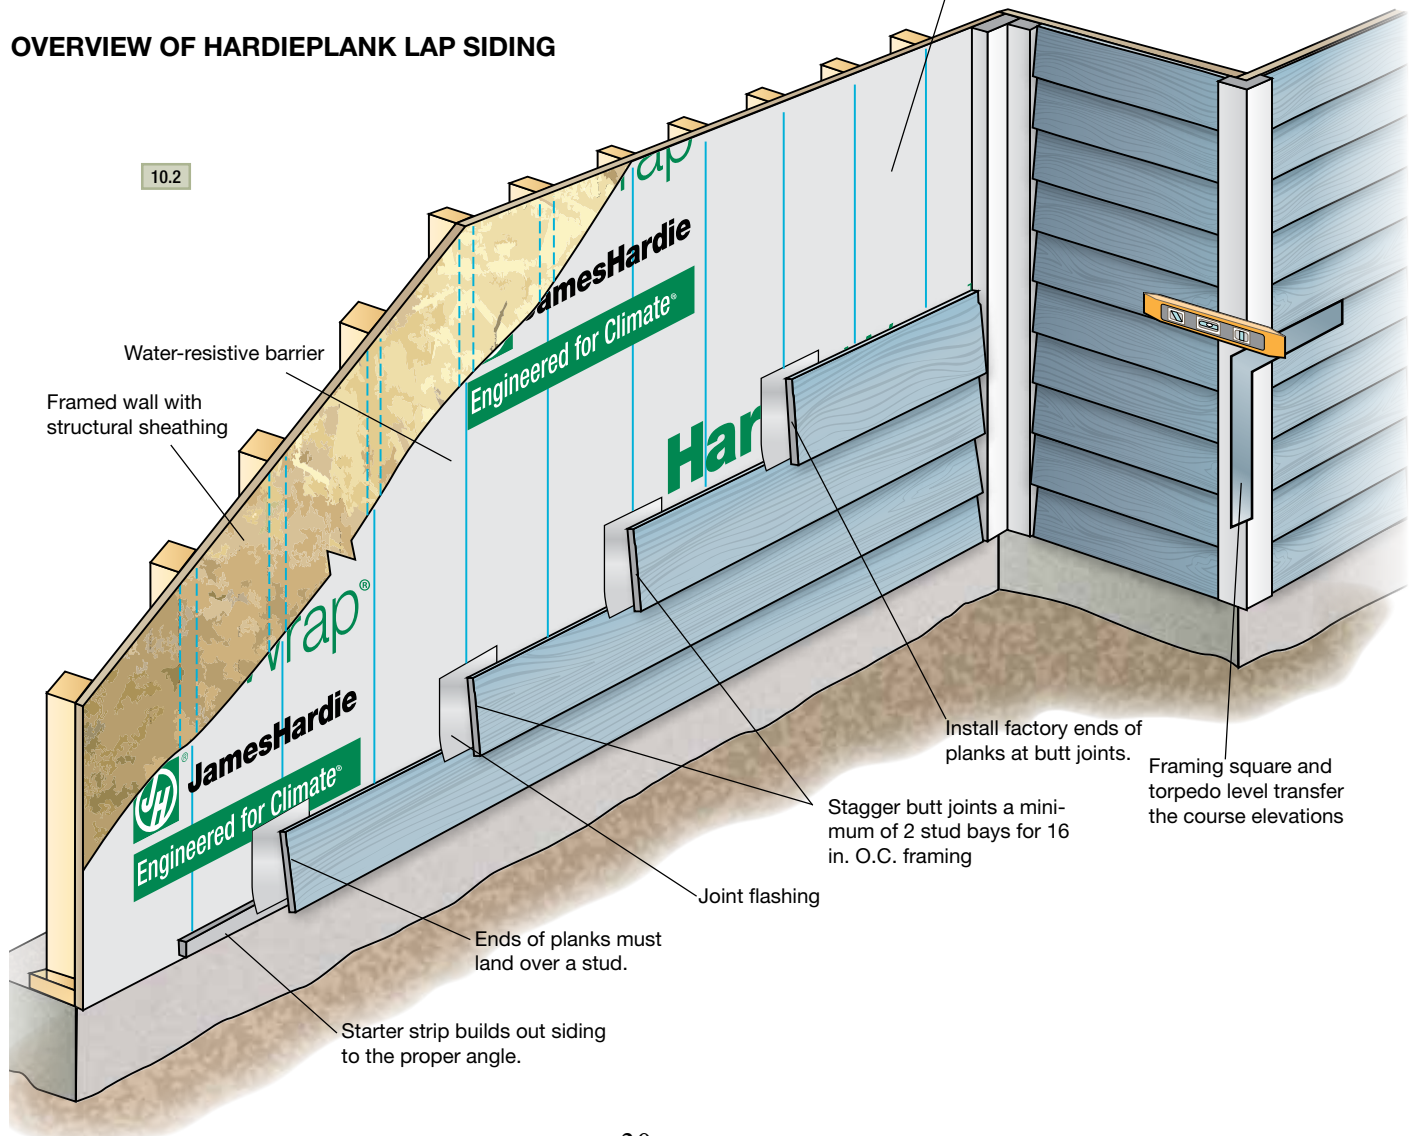 OVERVIEW OF HARDIEPLANK LAP SIDING
10.2
rap
JamesHardie
Engineered for Climate®
Water-resistive barrier
Framed wall with
structural sheathing
Har
rap®
JamesHardie
JH®
Engineered for Climate®
Install factory ends of
planks at butt joints.
Framing square and
torpedo level transfer
the course elevations
Stagger butt joints a mini-
mum of 2 stud bays for 16
in. O.C. framing
Joint flashing
Ends of planks must
land over a stud.
Starter strip builds out siding
to the proper angle.